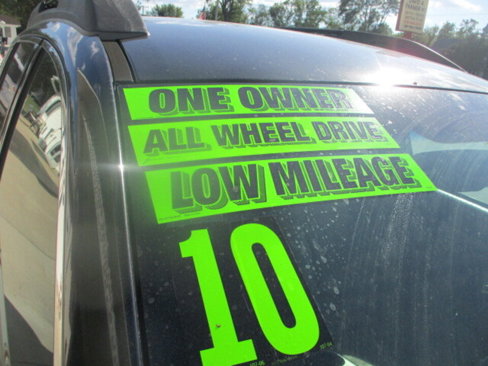 ONE OWNER
ALL WHEEL DRIVE
LOW MILEAGE
10